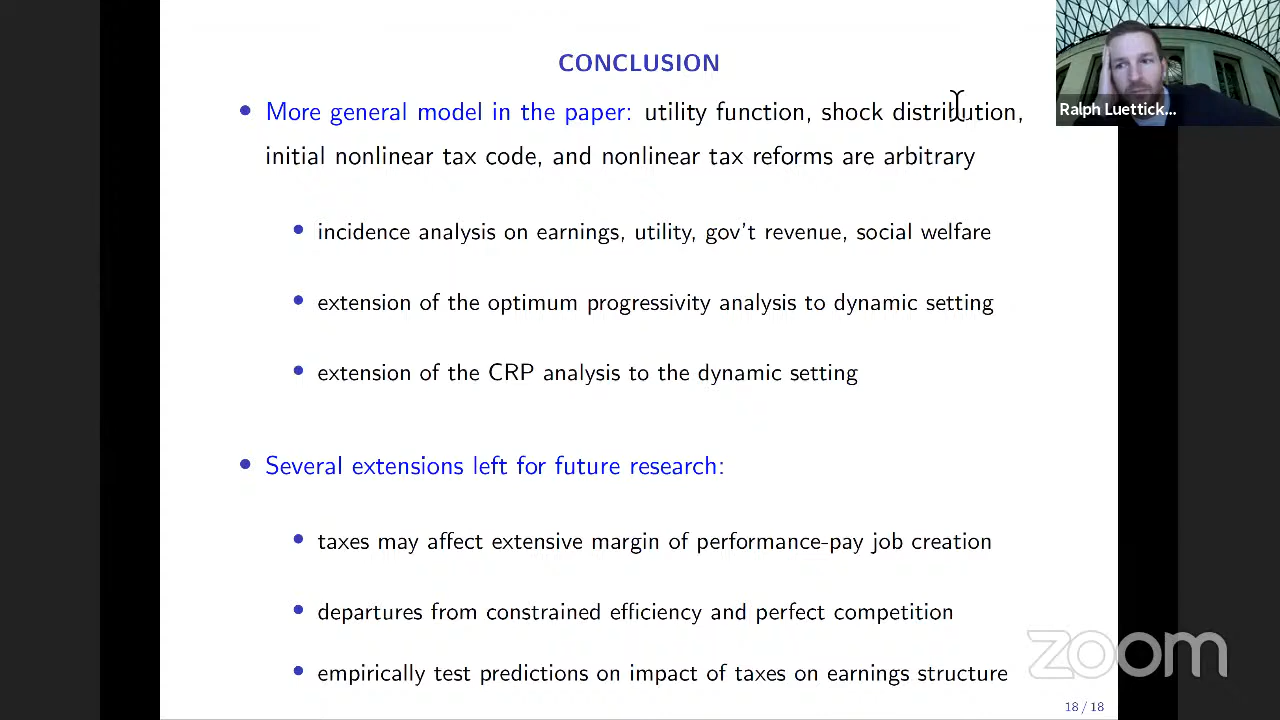 CONCLUSION
• More general model in the paper: utility function, shock distribution,
initial nonlinear tax code, and nonlinear tax reforms are arbitrary
• incidence analysis on earnings, utility, gov't revenue, social welfare
• extension of the optimum progressivity analysis to dynamic setting
• extension of the CRP analysis to the dynamic setting
• Several extensions left for future research:
• taxes may affect extensive margin of performance-pay job creation
• departures from constrained efficiency and perfect competition
• empirically test predictions on impact of taxes on earnings structure
18 / 18
Ralph Luettick...
zoom